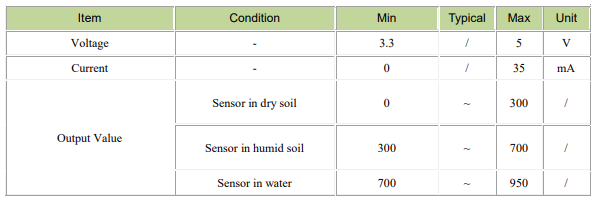 Item Condition Min Typical Max Unit
Voltage - 3.3 / 5 V
Current - 0 / 35 mA
Output Value
Sensor in dry soil 0 ~ 300 /
Sensor in humid soil 300 ~ 700 /
Sensor in water 700 ~ 950 /